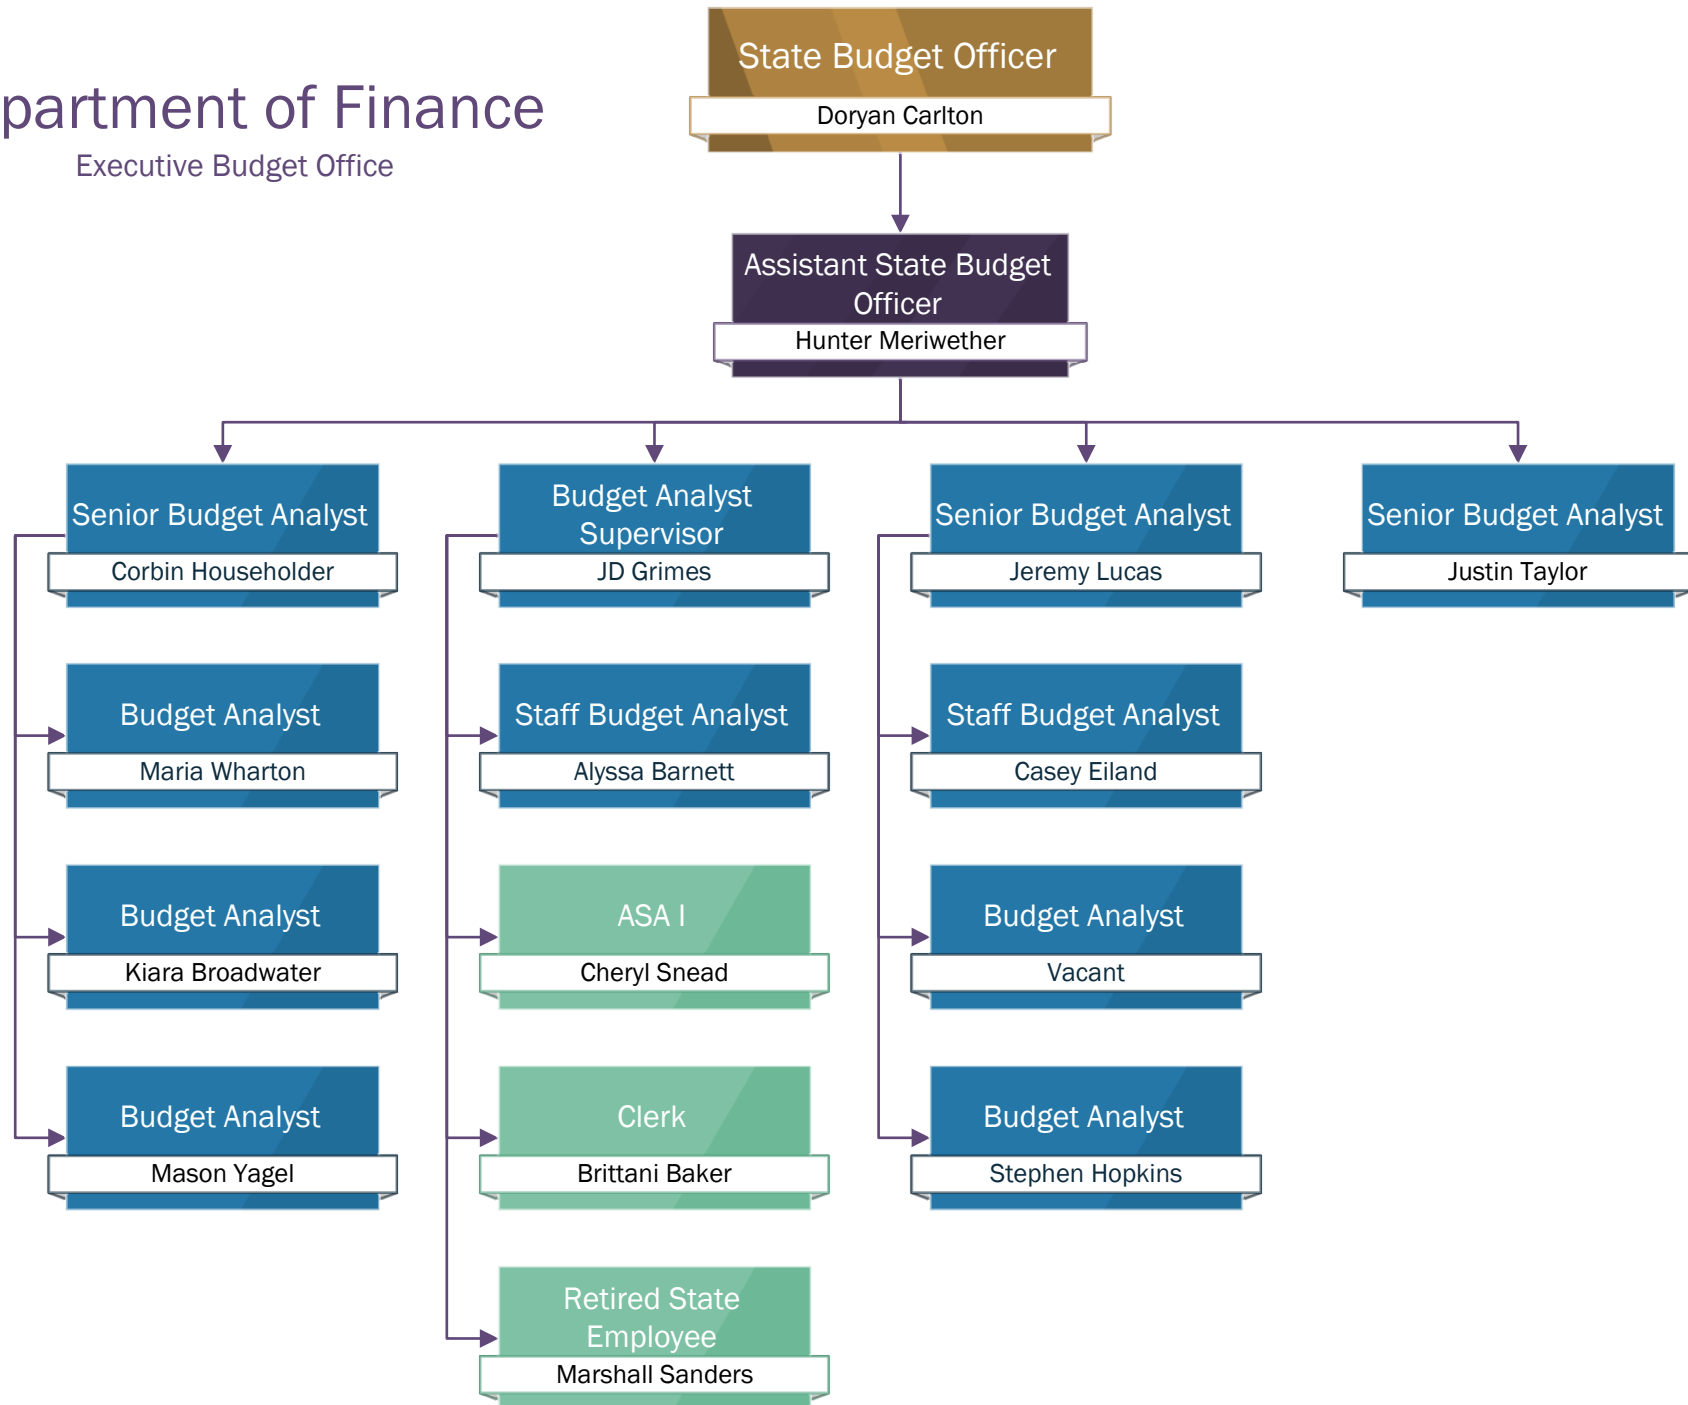 State Budget Officer
Doryan Carlton
partment of Finance
Executive Budget Office
Assistant State Budget
Officer
Hunter Meriwether
Senior Budget Analyst
Corbin Householder
Budget Analyst
Supervisor
JD Grimes
Senior Budget Analyst
Jeremy Lucas
Senior Budget Analyst
Justin Taylor
Budget Analyst
Maria Wharton
Staff Budget Analyst
Alyssa Barnett
Staff Budget Analyst
Casey Eiland
Budget Analyst
Kiara Broadwater
ASA I
Cheryl Snead
Budget Analyst
Vacant
Budget Analyst
Mason Yagel
Clerk
Brittani Baker
Budget Analyst
Stephen Hopkins
Retired State
Employee
Marshall Sanders